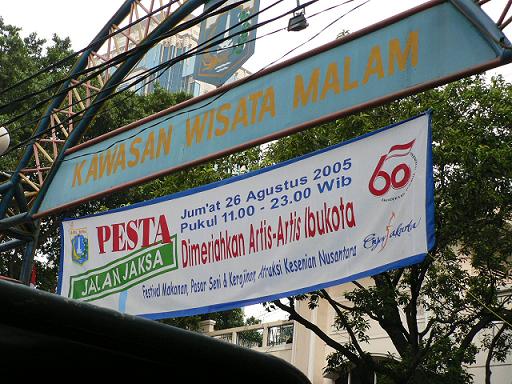 KAWASAN WISATA MALAM
PESTA
JALAN JAKSA
Jum'at 26 Agustus 2005
Pukul 11.00 - 23.00 Wib
Dimeriahkan Artis-Artis Ibukota
Festival Makanan, Pasar Seni & Kerajinan, Atraksi Kesenian Nusantara
60
Enjoy Jakarta